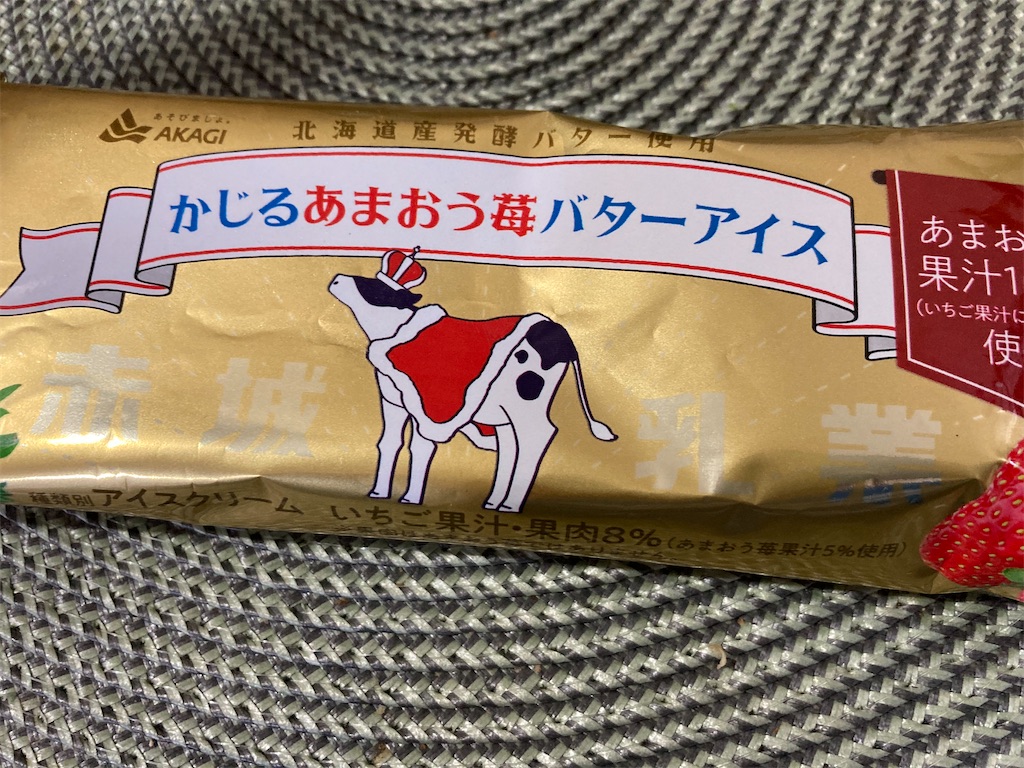 あそびましょ。
AKAGI
北海道産発酵バター使用
かじるあまおう苺バターアイス
あまお
果汁1
(いちご果汁に
使
赤城乳業
種類別 アイスクリーム いちご果汁・果肉8% (あまおう苺果汁5%使用)